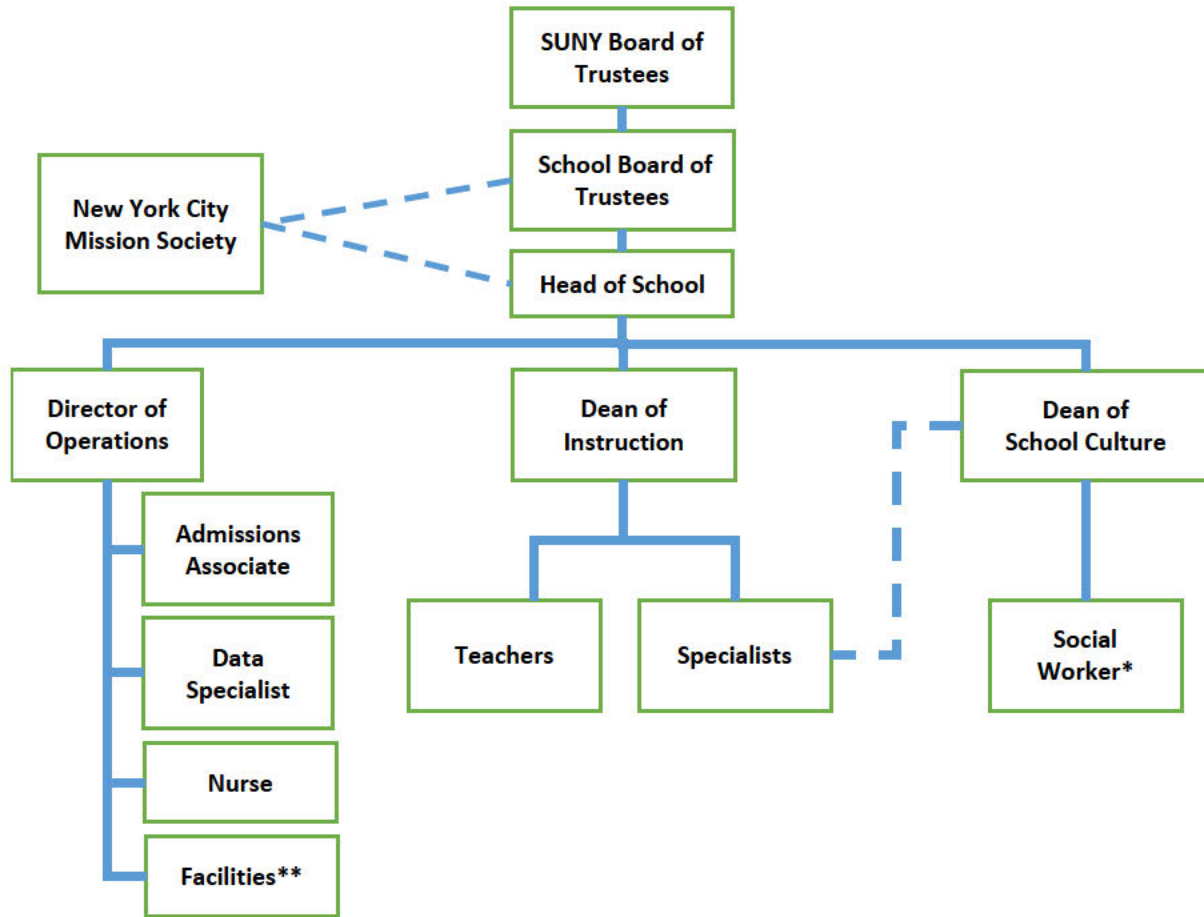 SUNY Board of
Trustees
School Board of
Trustees
New York City
Mission Society
Head of School
Director of
Operations
Dean of
Instruction
Dean of
School Culture
Admissions
Associate
Data
Specialist
Nurse
Facilities**
Teachers
Specialists
Social
Worker*